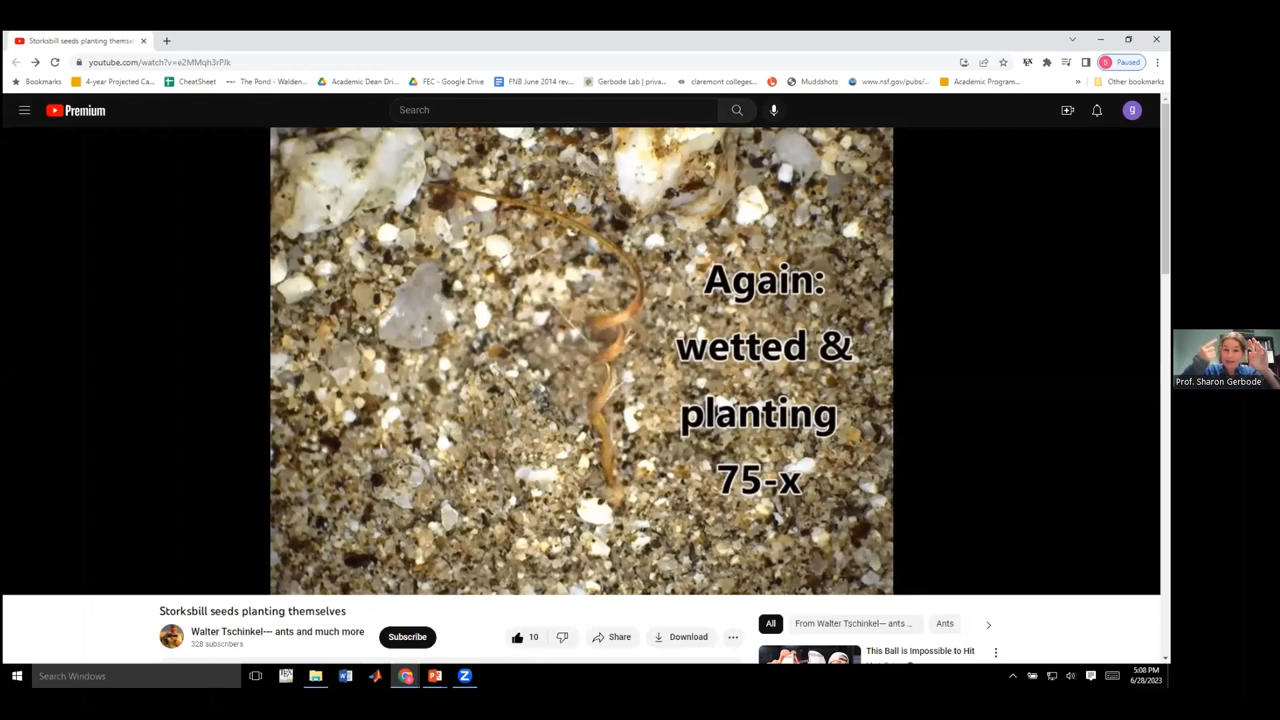 Storksbill seeds planting themse
youtube.com/watch?v=e2MMqh3rPJk
Paused
Bookmarks
4-year Projected Ca...
CheatSheet
The Pond - Walden...
Academic Dean Dri...
FEC - Google Drive
FNB June 2014 rev...
Gerbode Lab | priva...
claremont colleges...
Muddshots
www.nsf.gov/pubs/...
Academic Program...
»
Other bookmarks
Premium
Search
g
Again:
wetted &
planting
75-x
Prof. Sharon Gerbode
Storksbill seeds planting themselves
Walter Tschinkel--- ants and much more
328 subscribers
Subscribe
10
Share
Download
All
From Walter Tschinkel— ants ...
Ants
This Ball is Impossible to Hit
Search Windows
5:08 PM
6/28/2023